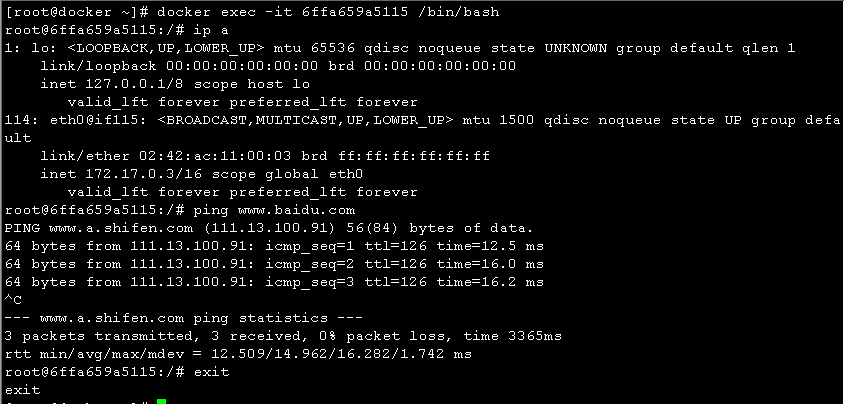 [root@docker ~]# docker exec -it 6ffa659a5115 /bin/bash
root@6ffa659a5115:/# ip a
1: lo: <LOOPBACK,UP,LOWER_UP> mtu 65536 qdisc noqueue state UNKNOWN group default qlen 1
    link/loopback 00:00:00:00:00:00 brd 00:00:00:00:00:00
    inet 127.0.0.1/8 scope host lo
       valid_lft forever preferred_lft forever
114: eth0@if115: <BROADCAST,MULTICAST,UP,LOWER_UP> mtu 1500 qdisc noqueue state UP group defa
ult
    link/ether 02:42:ac:11:00:03 brd ff:ff:ff:ff:ff:ff
    inet 172.17.0.3/16 scope global eth0
       valid_lft forever preferred_lft forever
root@6ffa659a5115:/# ping www.baidu.com
PING www.a.shifen.com (111.13.100.91) 56(84) bytes of data.
64 bytes from 111.13.100.91: icmp_seq=1 ttl=126 time=12.5 ms
64 bytes from 111.13.100.91: icmp_seq=2 ttl=126 time=16.0 ms
64 bytes from 111.13.100.91: icmp_seq=3 ttl=126 time=16.2 ms
^C
--- www.a.shifen.com ping statistics ---
3 packets transmitted, 3 received, 0% packet loss, time 3365ms
rtt min/avg/max/mdev = 12.509/14.962/16.282/1.742 ms
root@6ffa659a5115:/# exit
exit